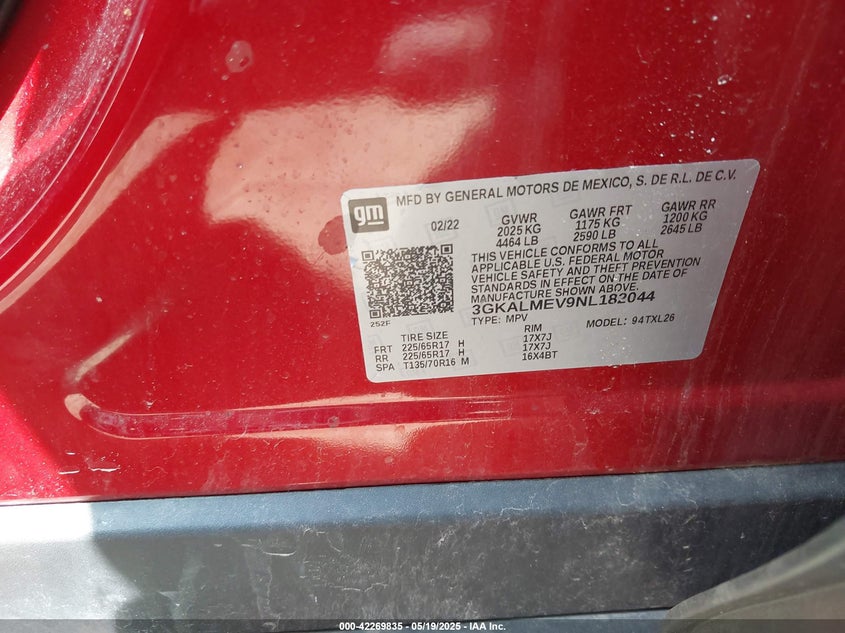 gm
MFD BY GENERAL MOTORS DE MEXICO, S. DE R.L. DE C.V.
02/22 GVWR GAWR FRT GAWR RR
2025 KG 1175 KG 1200 KG
4464 LB 2590 LB 2645 LB
THIS VEHICLE CONFORMS TO ALL
APPLICABLE U.S. FEDERAL MOTOR
VEHICLE SAFETY AND THEFT PREVENTION
STANDARDS IN EFFECT ON THE DATE OF
MANUFACTURE SHOWN ABOVE.
3GKALMEV9NL183044
252F
TYPE: MPV MODEL: 94TXL26
TIRE SIZE RIM
FRT 225/65R17 H 17X7J
RR 225/65R17 H 17X7J
SPA T135/70R16 M 16X4BT
000-42269835 - 05/19/2025 - IAA Inc.